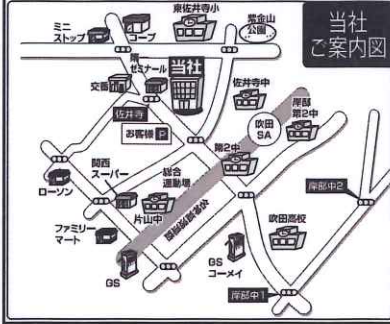 当社
ご案内図
ミニ
ストップ
コープ
東佐井寺小
紫金山
公園
交番
セミナール
当社
佐井寺中
岸部
第2中
佐井寺
お客様 P
吹田
SA
第2中
関西
スーパー
総合
運動場
ローソン
片山中
ファミリー
マート
GS
GS
コーメイ
吹田高校
岸部中2
岸部中1